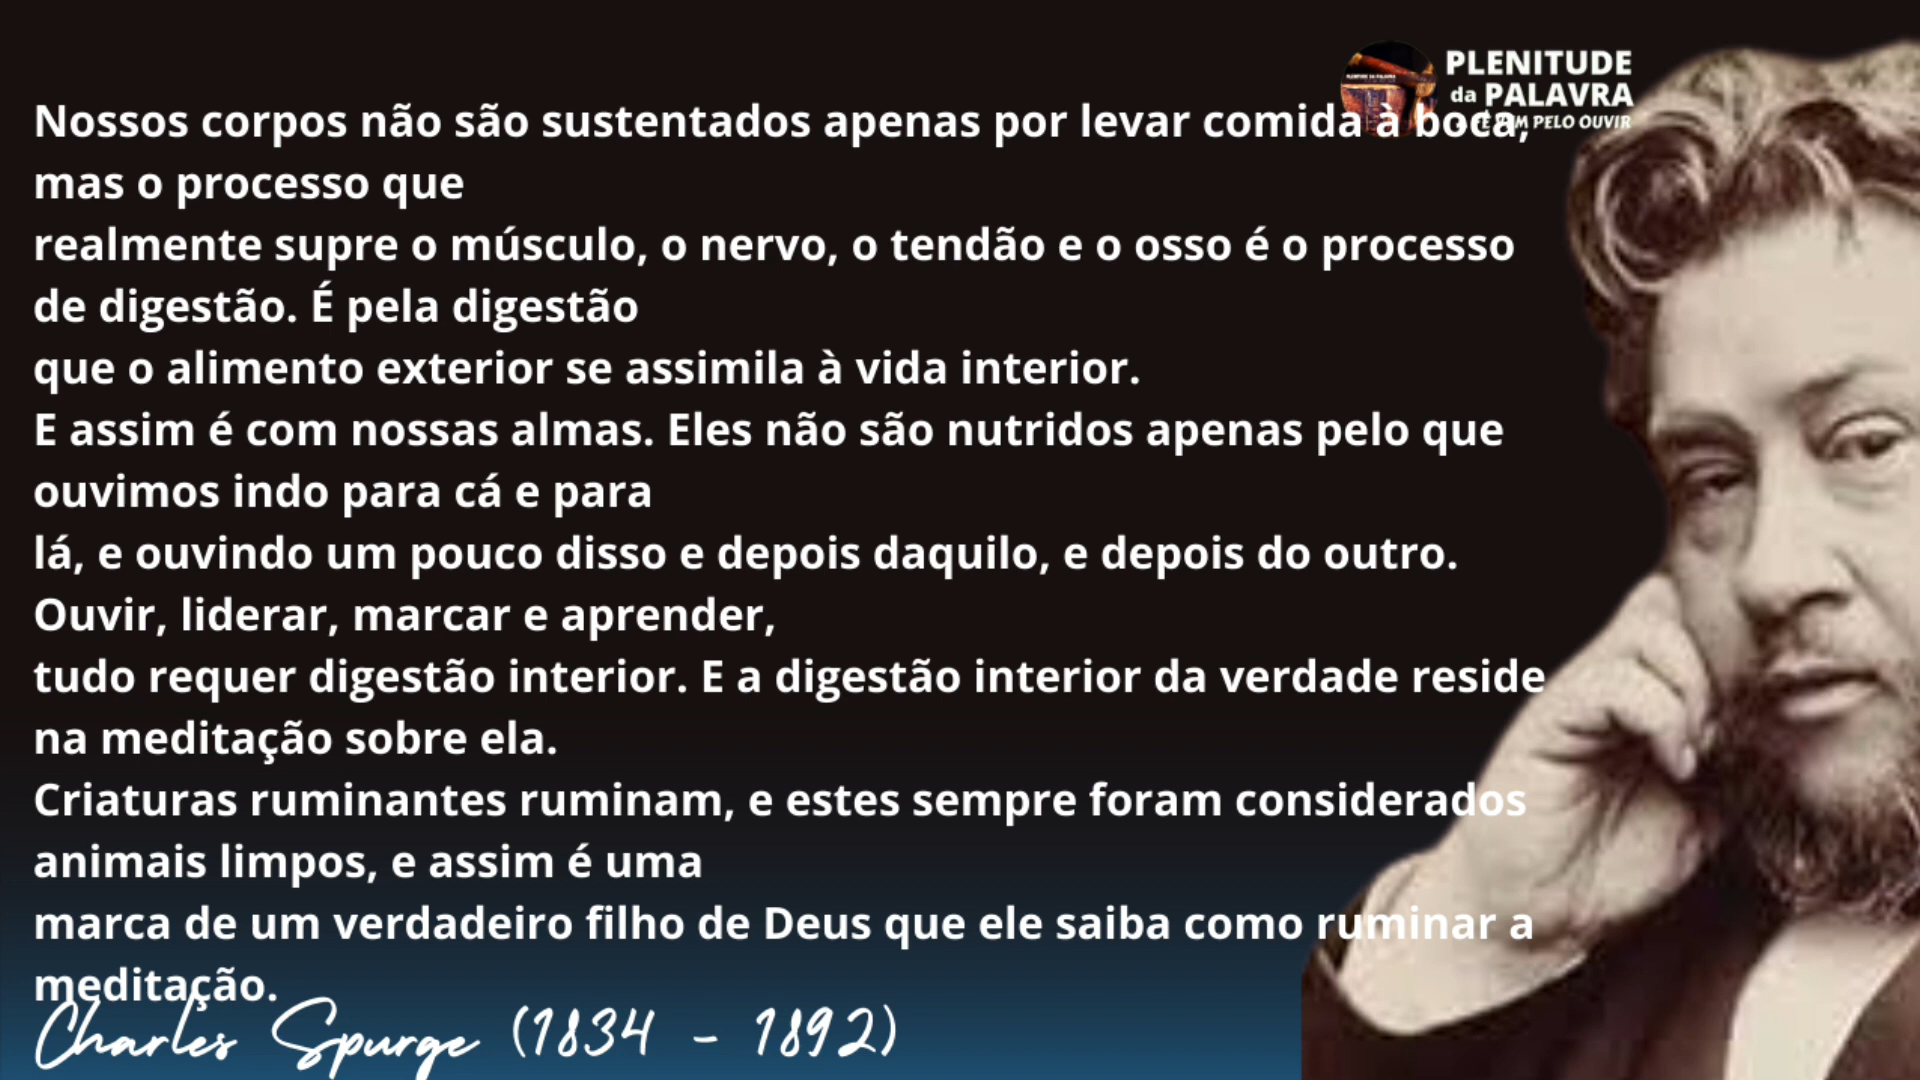 PLENITUDE
da PALAVRA
A FÉ VEM PELO OUVIR
Nossos corpos não são sustentados apenas por levar comida à boca,
mas o processo que
realmente supre o músculo, o nervo, o tendão e o osso é o processo
de digestão. É pela digestão
que o alimento exterior se assimila à vida interior.
E assim é com nossas almas. Eles não são nutridos apenas pelo que
ouvimos indo para cá e para
lá, e ouvindo um pouco disso e depois daquilo, e depois do outro.
Ouvir, liderar, marcar e aprender,
tudo requer digestão interior. E a digestão interior da verdade reside
na meditação sobre ela.
Criaturas ruminantes ruminam, e estes sempre foram considerados
animais limpos, e assim é uma
marca de um verdadeiro filho de Deus que ele saiba como ruminar a
meditação.
Charles Spurge (1834 - 1892)